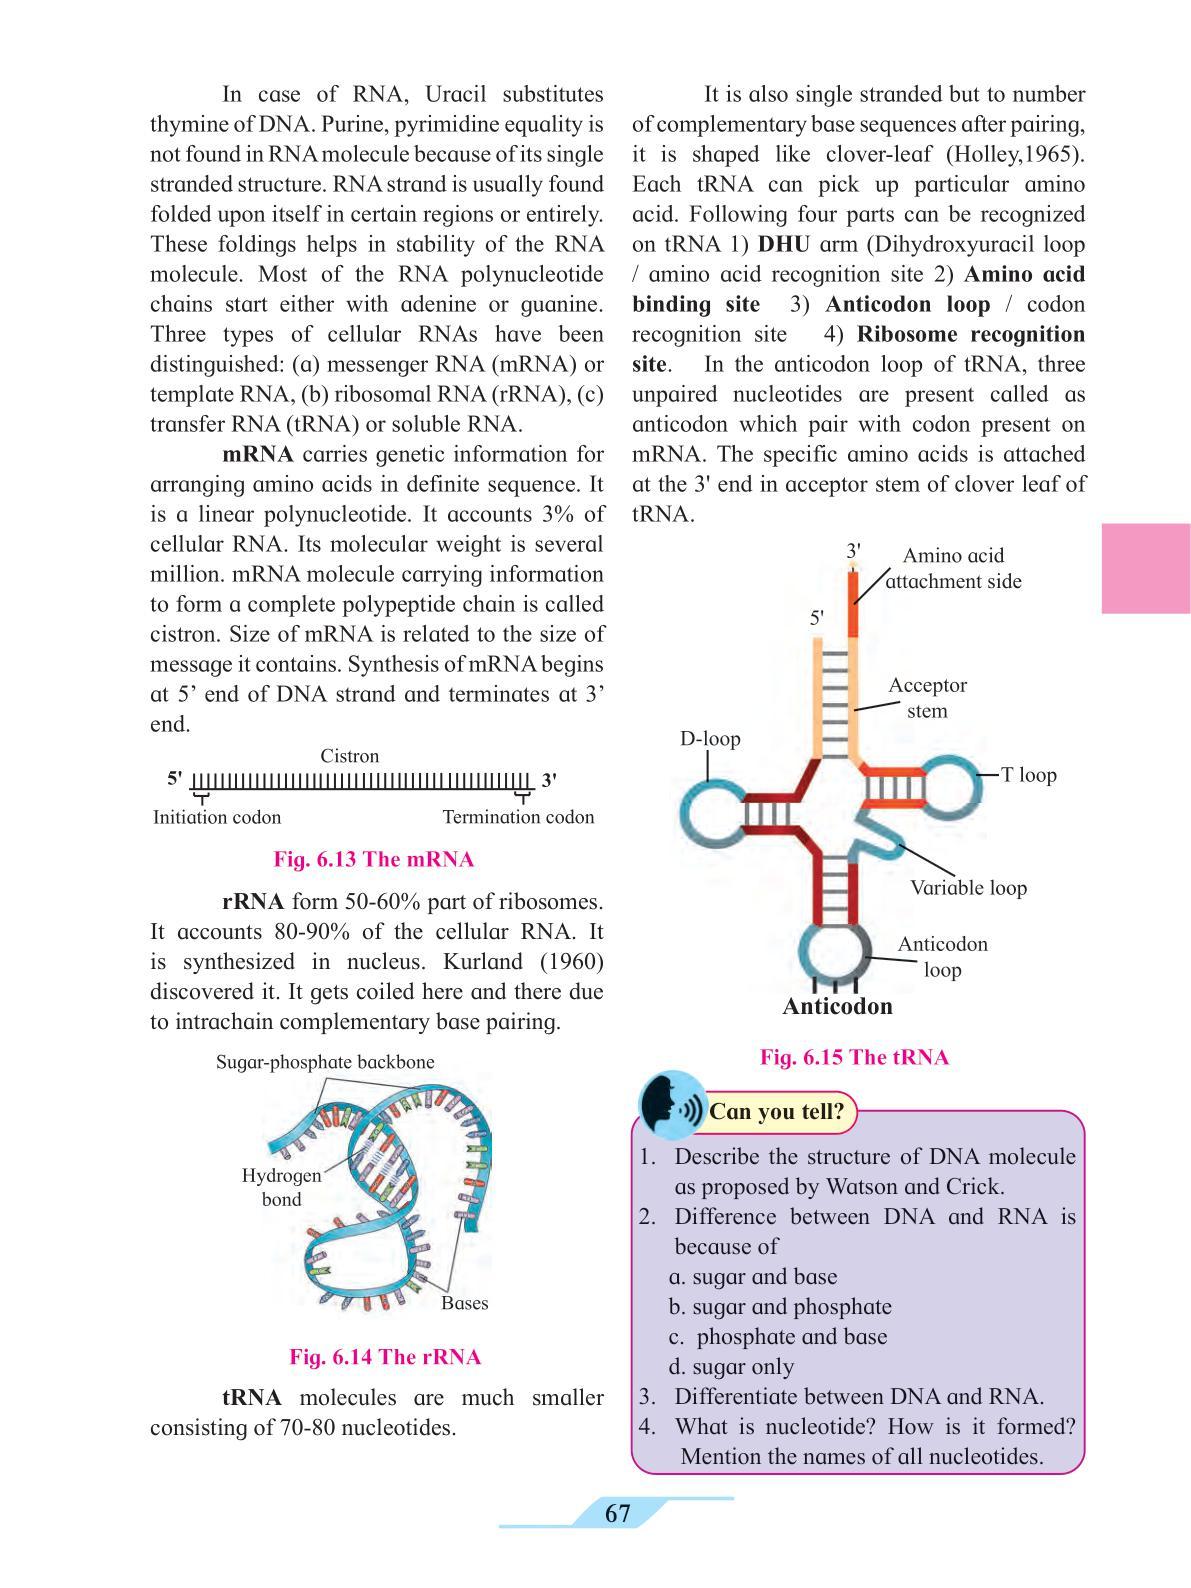 In case of RNA, Uracil substitutes
thymine of DNA. Purine, pyrimidine equality is
not found in RNA molecule because of its single
stranded structure. RNA strand is usually found
folded upon itself in certain regions or entirely.
These foldings helps in stability of the RNA
molecule. Most of the RNA polynucleotide
chains start either with adenine or guanine.
Three types of cellular RNAs have been
distinguished: (a) messenger RNA (mRNA) or
template RNA, (b) ribosomal RNA (rRNA), (c)
transfer RNA (tRNA) or soluble RNA.
mRNA carries genetic information for
arranging amino acids in definite sequence. It
is a linear polynucleotide. It accounts 3% of
cellular RNA. Its molecular weight is several
million. mRNA molecule carrying information
to form a complete polypeptide chain is called
cistron. Size of mRNA is related to the size of
message it contains. Synthesis of mRNA begins
at 5’ end of DNA strand and terminates at 3’
end.
Cistron
5' 3'
Initiation codon Termination codon
Fig. 6.13 The mRNA
rRNA form 50-60% part of ribosomes.
It accounts 80-90% of the cellular RNA. It
is synthesized in nucleus. Kurland (1960)
discovered it. It gets coiled here and there due
to intrachain complementary base pairing.
Sugar-phosphate backbone
Hydrogen
bond
Bases
Fig. 6.14 The rRNA
tRNA molecules are much smaller
consisting of 70-80 nucleotides.
It is also single stranded but to number
of complementary base sequences after pairing,
it is shaped like clover-leaf (Holley,1965).
Each tRNA can pick up particular amino
acid. Following four parts can be recognized
on tRNA 1) DHU arm (Dihydroxyuracil loop
/ amino acid recognition site 2) Amino acid
binding site 3) Anticodon loop / codon
recognition site 4) Ribosome recognition
site. In the anticodon loop of tRNA, three
unpaired nucleotides are present called as
anticodon which pair with codon present on
mRNA. The specific amino acids is attached
at the 3' end in acceptor stem of clover leaf of
tRNA.
3'
Amino acid
attachment side
5'
Acceptor
stem
D-loop
T loop
Variable loop
Anticodon
loop
Anticodon
Fig. 6.15 The tRNA
Can you tell?
1. Describe the structure of DNA molecule
as proposed by Watson and Crick.
2. Difference between DNA and RNA is
because of
a. sugar and base
b. sugar and phosphate
c. phosphate and base
d. sugar only
3. Differentiate between DNA and RNA.
4. What is nucleotide? How is it formed?
Mention the names of all nucleotides.
67